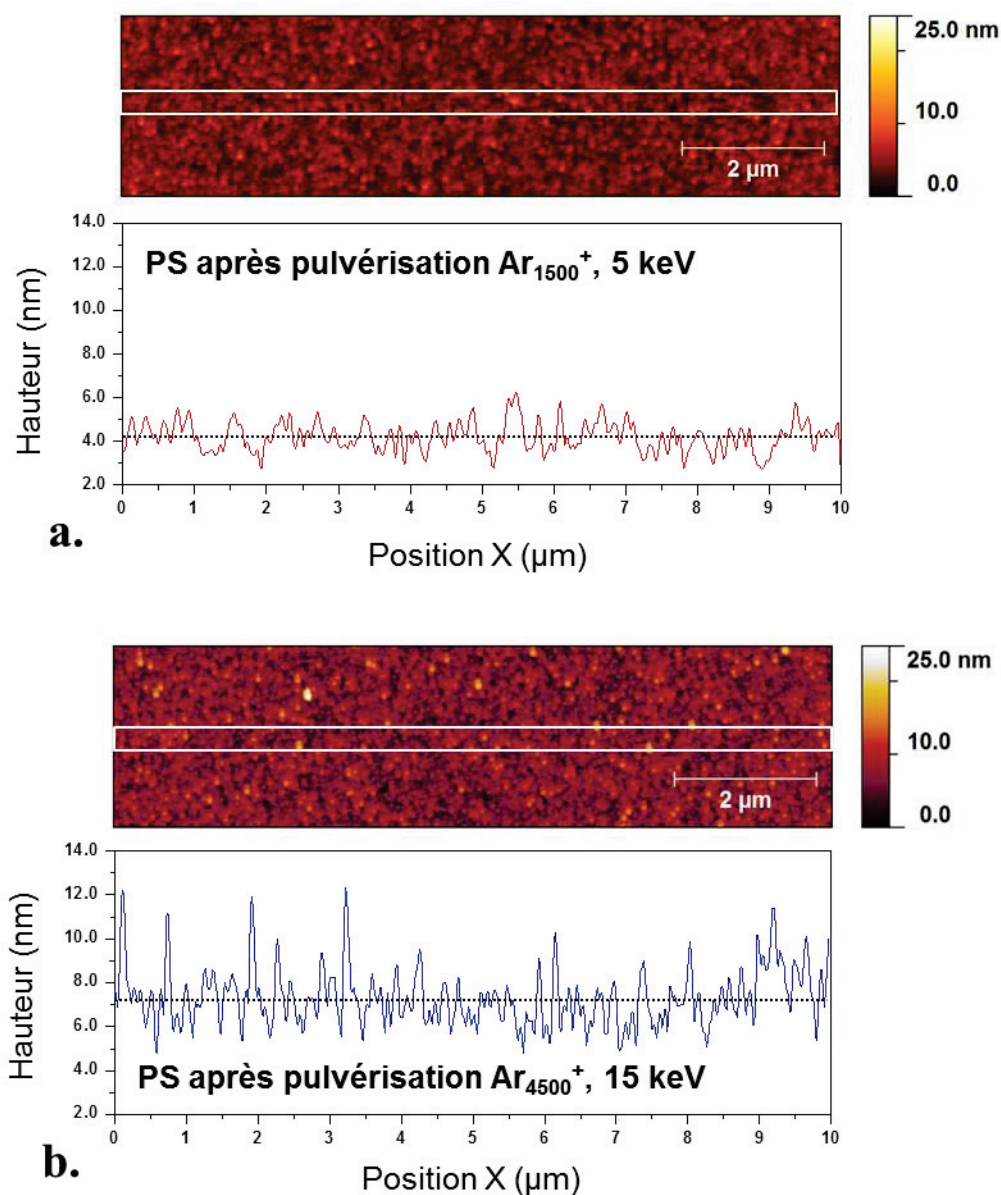 25.0 nm
10.0
0.0
2 µm
14.0
12.0
10.0
8.0
6.0
4.0
2.0
Hauteur (nm)
PS après pulvérisation Ar1500+, 5 keV
0 1 2 3 4 5 6 7 8 9 10
Position X (µm)
a.
25.0 nm
10.0
0.0
2 µm
14.0
12.0
10.0
8.0
6.0
4.0
2.0
Hauteur (nm)
PS après pulvérisation Ar4500+, 15 keV
0 1 2 3 4 5 6 7 8 9 10
Position X (µm)
b.